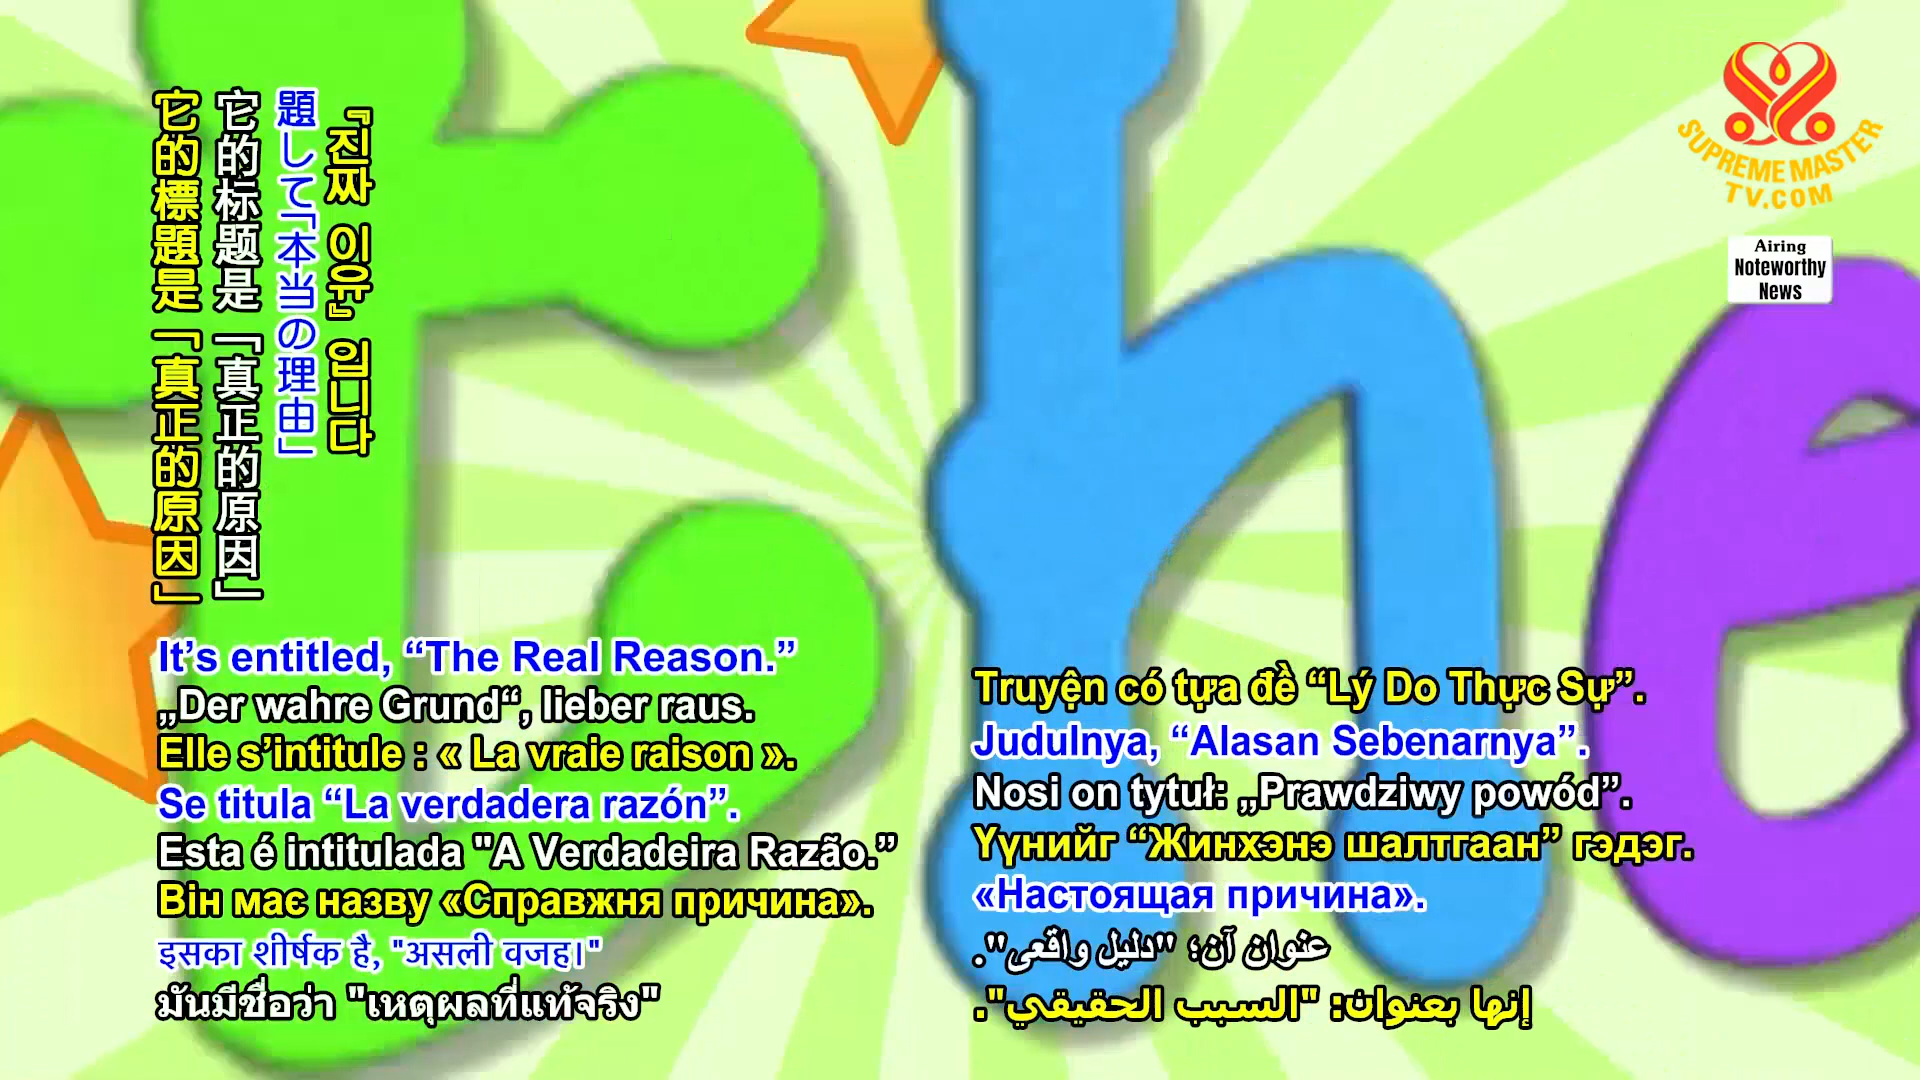 它的標題是「真正的原因」
它的标题是「真正的原因」
題して「本当の理由」
『진짜 이유』입니다
It’s entitled, “The Real Reason.”
„Der wahre Grund“, lieber raus.
Elle s’intitule : « La vraie raison ».
Se titula “La verdadera razón”.
Esta é intitulada "A Verdadeira Razão.”
Він має назву «Справжня причина».
इसका शीर्षक है, "असली वजह।"
มันมีชื่อว่า "เหตุผลที่แท้จริง"
Truyện có tựa đề “Lý Do Thực Sự”.
Judulnya, “Alasan Sebenarnya”.
Nosi on tytuł: „Prawdziwy powód”.
Үүнийг “Жинхэнэ шалтгаан” гэдэг.
«Настоящая причина».
عنوان آن؛ "دلیل واقعی".
إنها بعنوان: "السبب الحقيقي".
the
SUPREME MASTER
TV.COM
Airing
Noteworthy
News